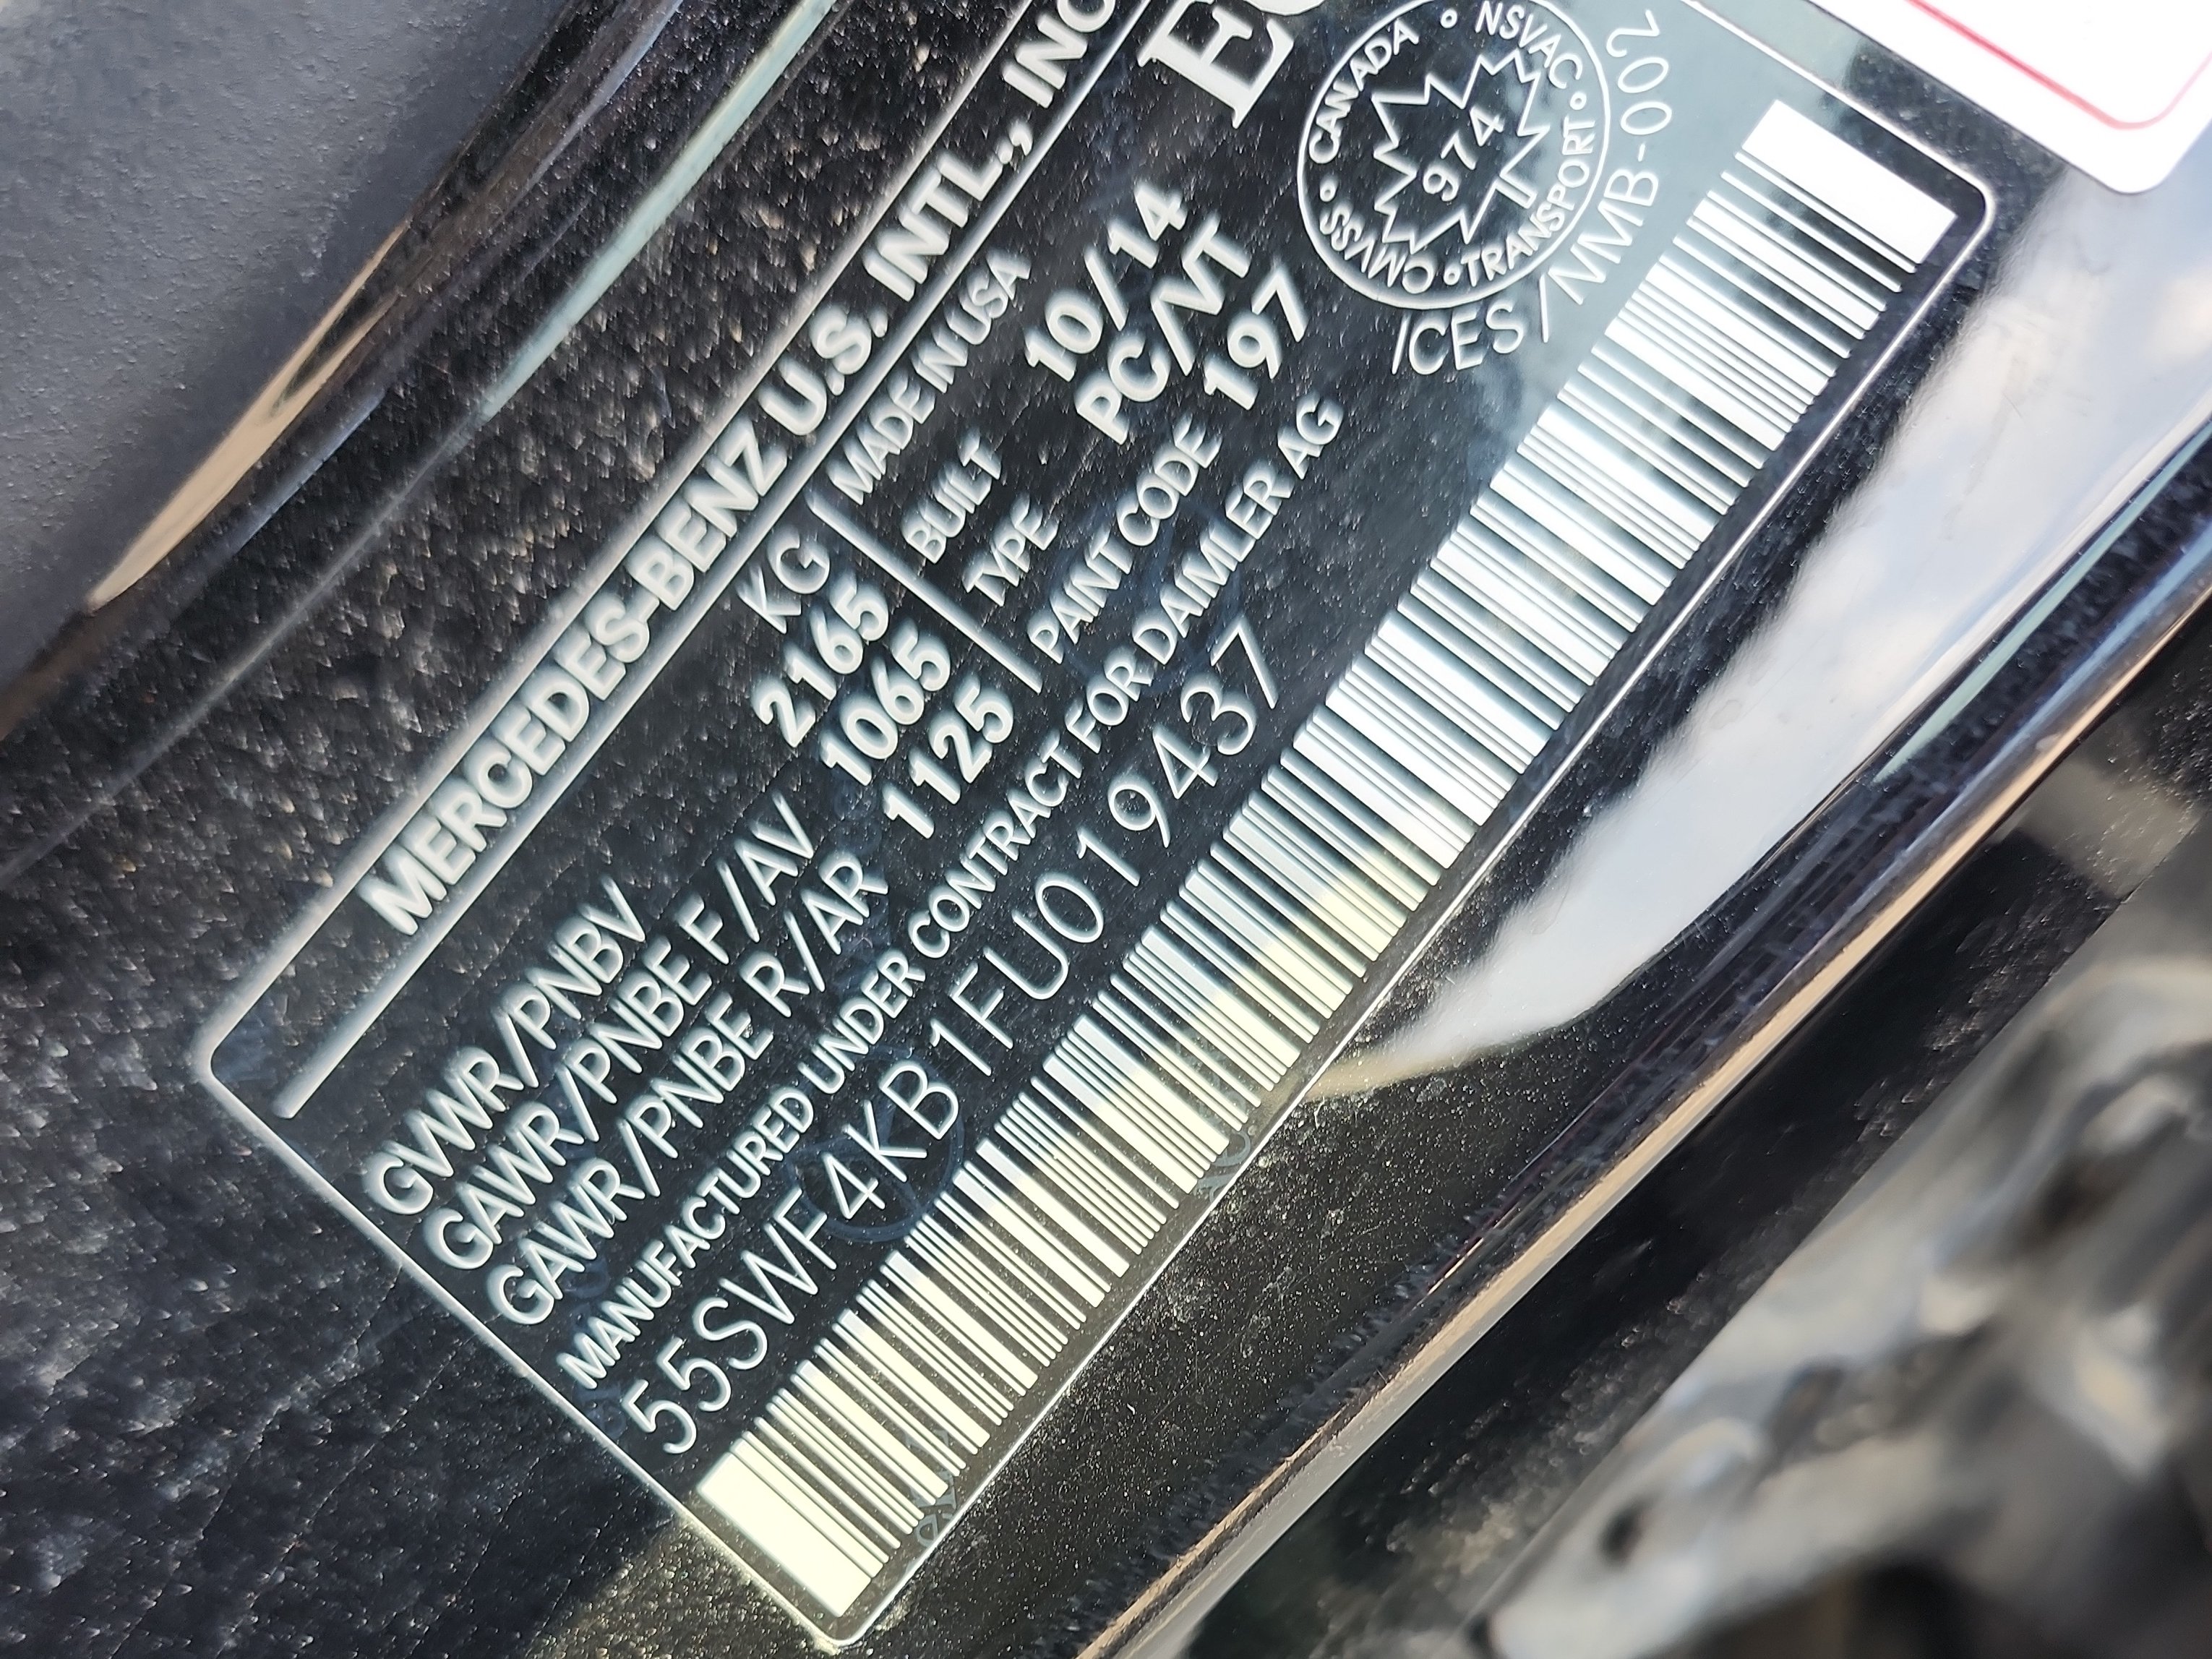 MERCEDES-BENZ U.S. INTL., INC
KG
GVWR/PNBV 2165
GAWR/PNBE F/AV 1065
GAWR/PNBE R/AR 1125
MADE IN USA
BUILT 10/14
TYPE PC/VT
PAINT CODE 197
MANUFACTURED UNDER CONTRACT FOR DAIMLER AG
55SWF4KB1FU019437
CANADA ° NSVAC ° TRANSPORT ° CMVSS °
974
ICES/NMB-002